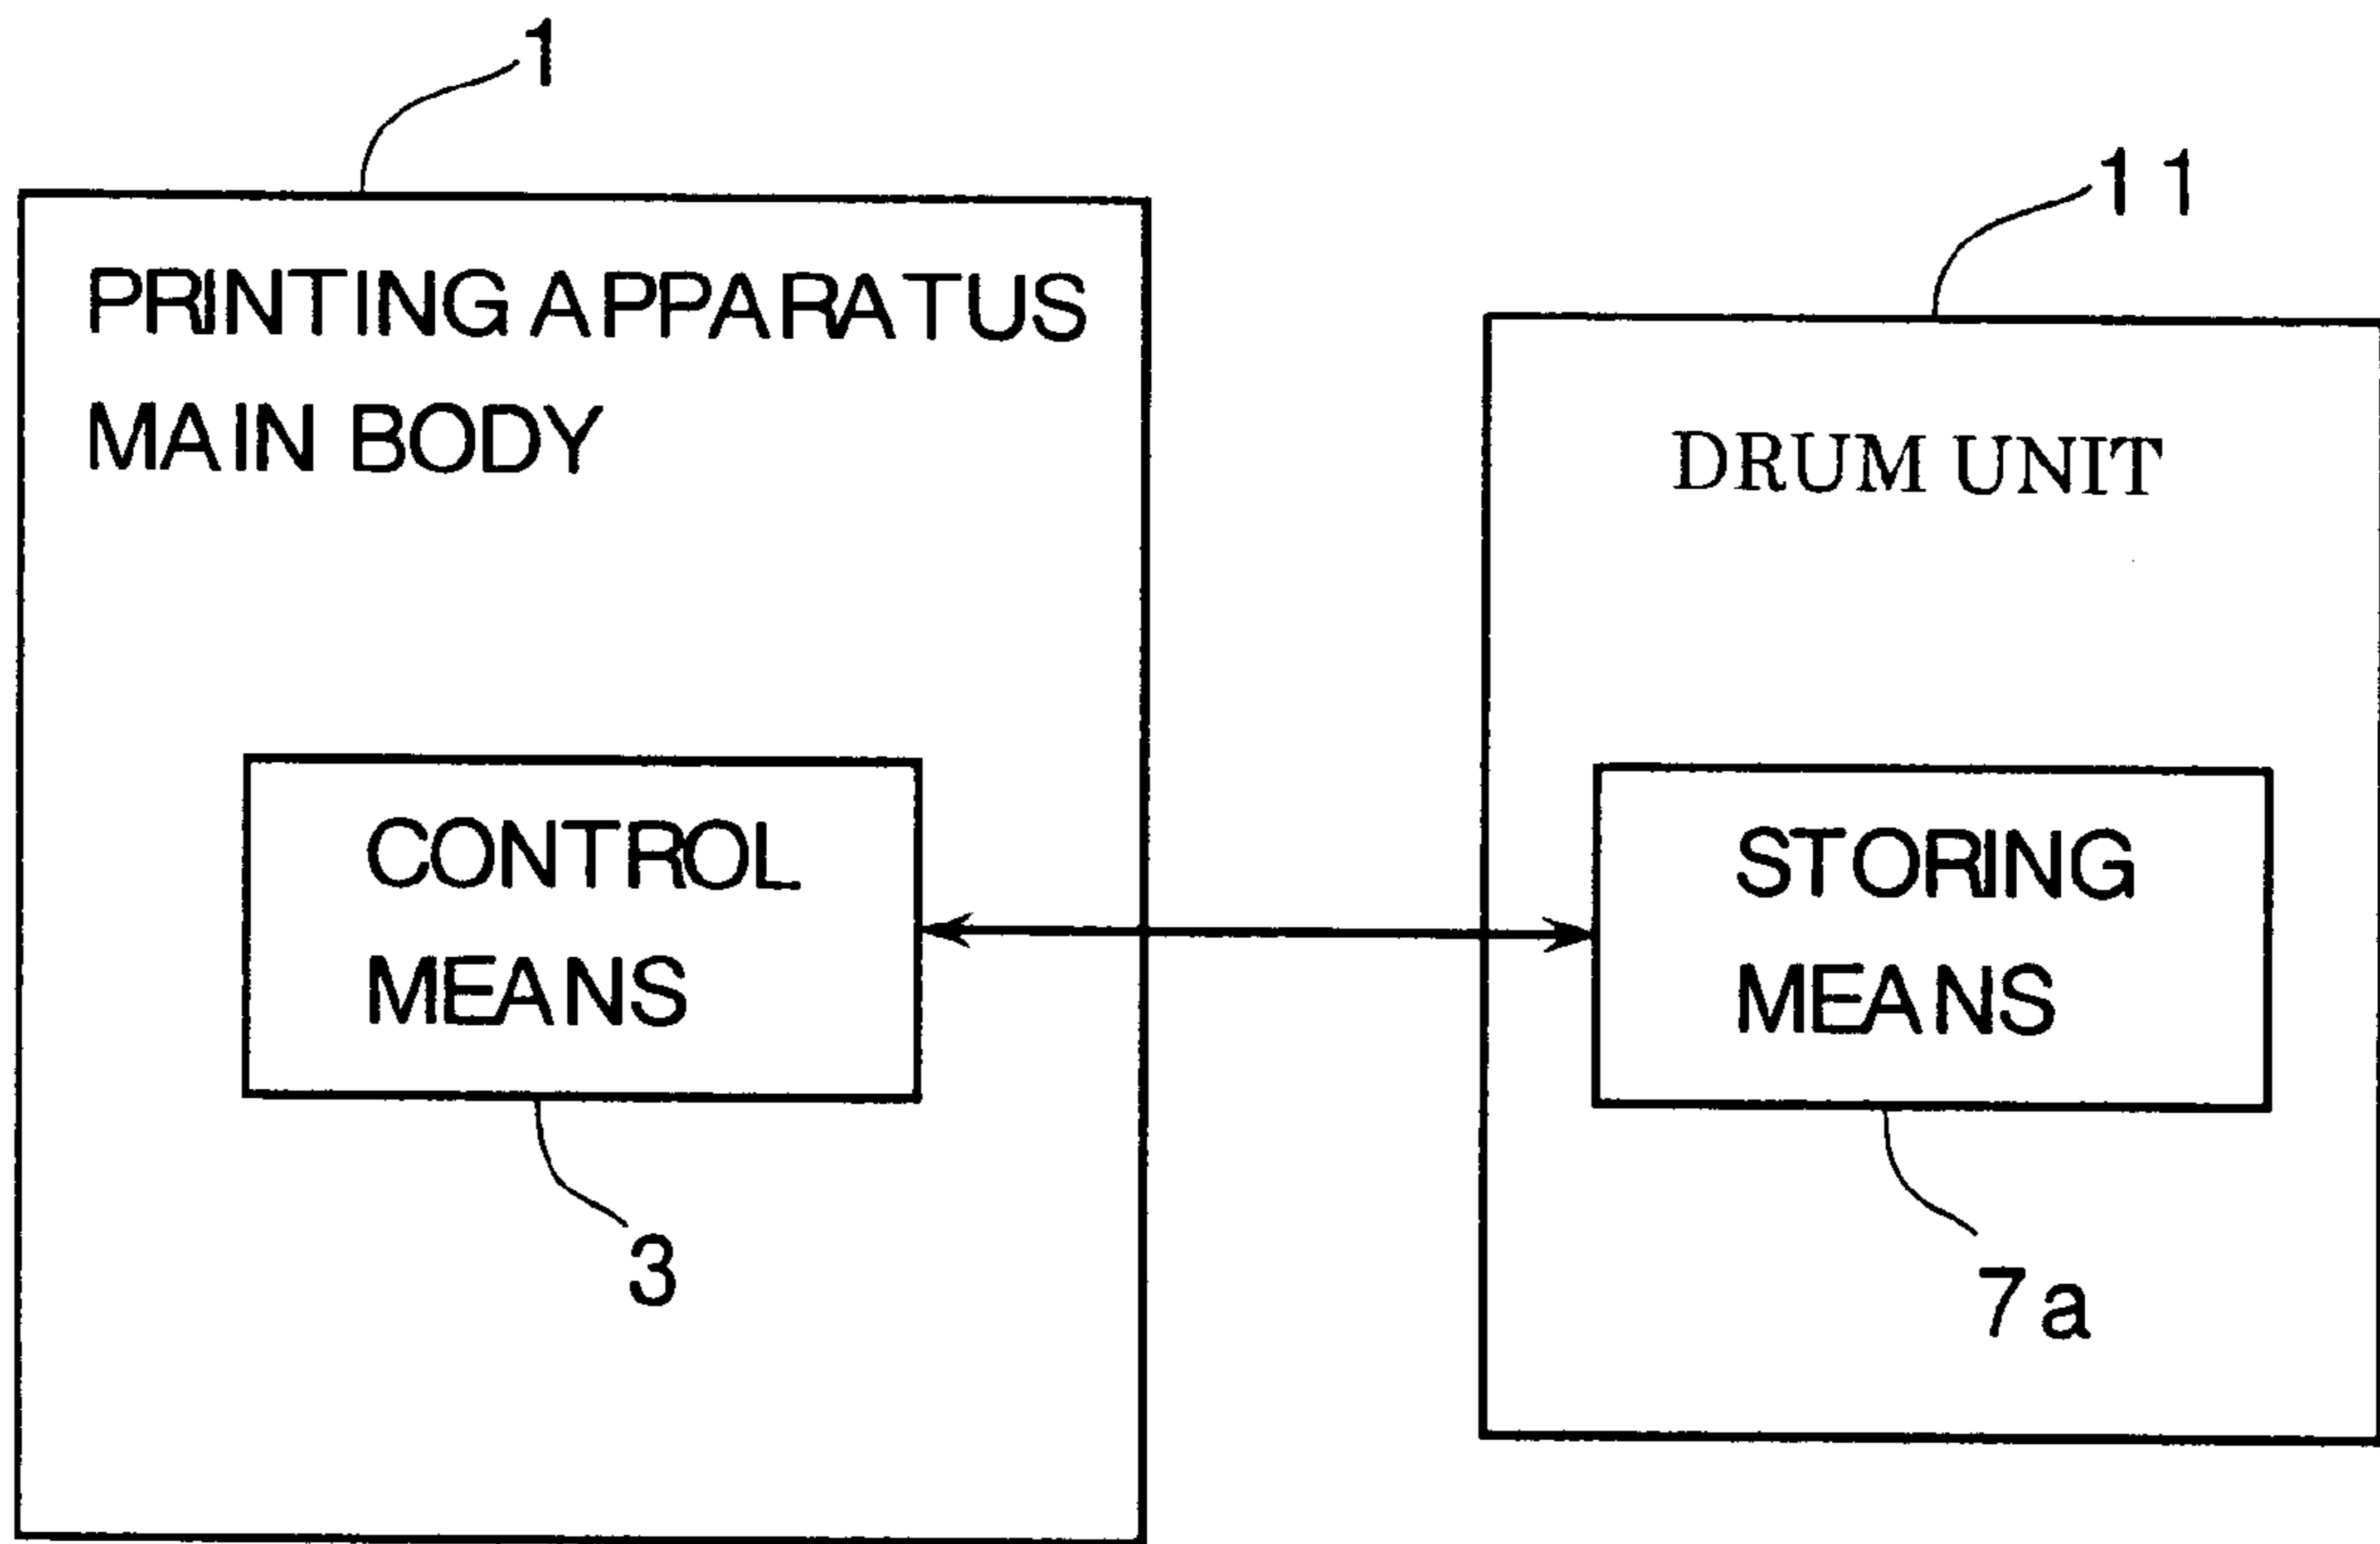 1
11
PRINTING APPARATUS
MAIN BODY
DRUM UNIT
CONTROL
MEANS
STORING
MEANS
3
7a